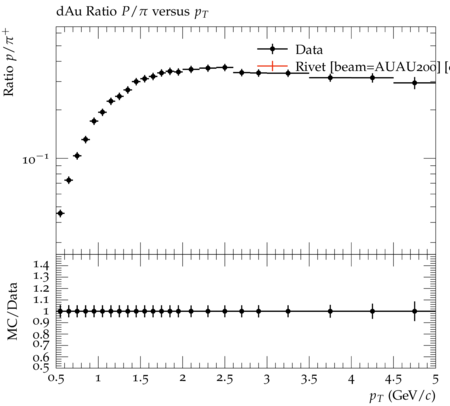 dAu Ratio P/π versus pT
Ratio p/π+
Data
Rivet [beam=AUAU200] [
10−1
MC/Data
1.4
1.3
1.2
1.1
1
0.9
0.8
0.7
0.6
0.5
0.5 1 1.5 2 2.5 3 3.5 4 4.5 5
pT (GeV/c)